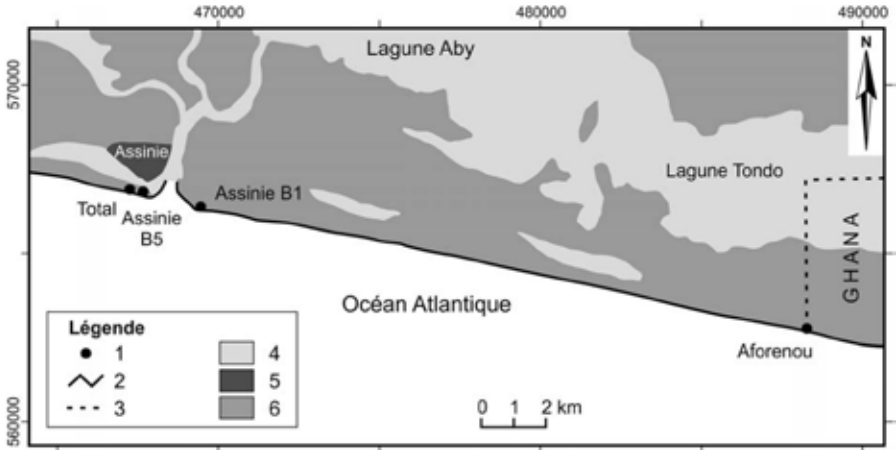 470000
480000
490000
570000
560000
Lagune Aby
N
Assinie
Lagune Tondo
Total
Assinie
B5
Assinie B1
GHANA
Océan Atlantique
Aforenou
Légende
1
2
3
4
5
6
0 1 2 km